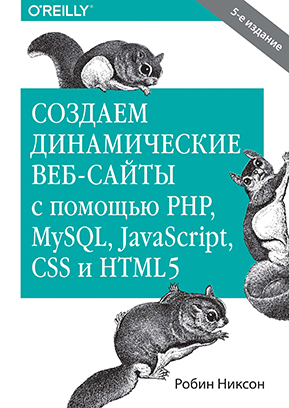 O'REILLY®
5-е издание
СОЗДАЕМ
ДИНАМИЧЕСКИЕ
ВЕБ-САЙТЫ
С ПОМОЩЬЮ PHP,
MySQL, JavaScript,
CSS и HTML5
Робин Никсон